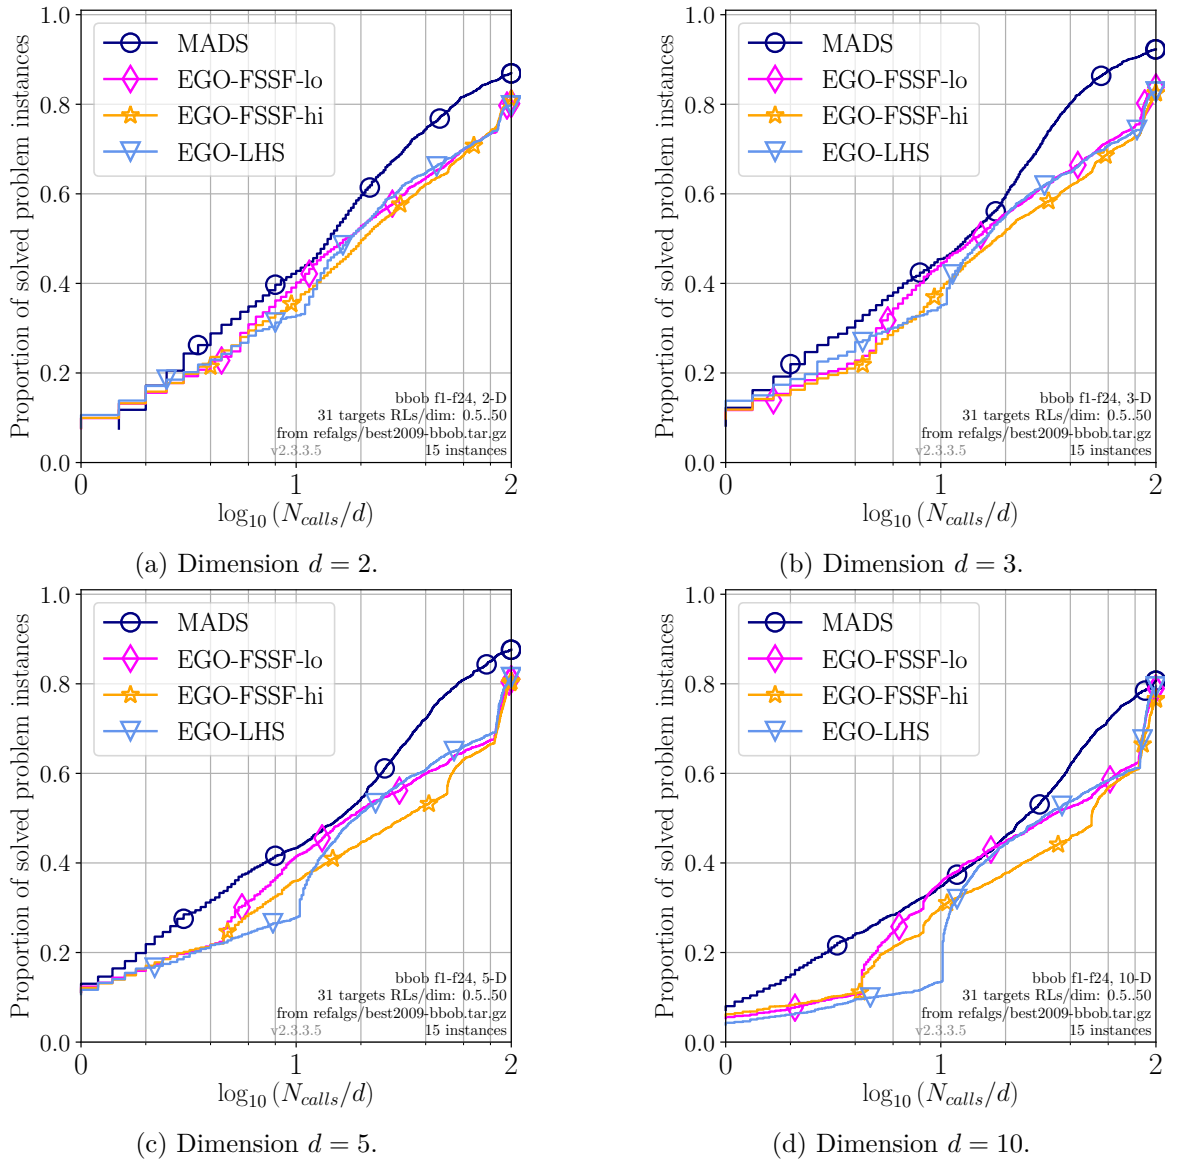 Proportion of solved problem instances
1.0
0.8
0.6
0.4
0.2
0.0
MADS
EGO-FSSF-lo
EGO-FSSF-hi
EGO-LHS
bbob f1-f24, 2-D
31 targets RLs/dim: 0.5..50
from refalgs/best2009-bbob.tar.gz
v2.3.3.5 15 instances
0 1 2
log₁₀ (N_calls/d)
(a) Dimension d = 2.
Proportion of solved problem instances
1.0
0.8
0.6
0.4
0.2
0.0
MADS
EGO-FSSF-lo
EGO-FSSF-hi
EGO-LHS
bbob f1-f24, 3-D
31 targets RLs/dim: 0.5..50
from refalgs/best2009-bbob.tar.gz
v2.3.3.5 15 instances
0 1 2
log₁₀ (N_calls/d)
(b) Dimension d = 3.
Proportion of solved problem instances
1.0
0.8
0.6
0.4
0.2
0.0
MADS
EGO-FSSF-lo
EGO-FSSF-hi
EGO-LHS
bbob f1-f24, 5-D
31 targets RLs/dim: 0.5..50
from refalgs/best2009-bbob.tar.gz
v2.3.3.5 15 instances
0 1 2
log₁₀ (N_calls/d)
(c) Dimension d = 5.
Proportion of solved problem instances
1.0
0.8
0.6
0.4
0.2
0.0
MADS
EGO-FSSF-lo
EGO-FSSF-hi
EGO-LHS
bbob f1-f24, 10-D
31 targets RLs/dim: 0.5..50
from refalgs/best2009-bbob.tar.gz
v2.3.3.5 15 instances
0 1 2
log₁₀ (N_calls/d)
(d) Dimension d = 10.